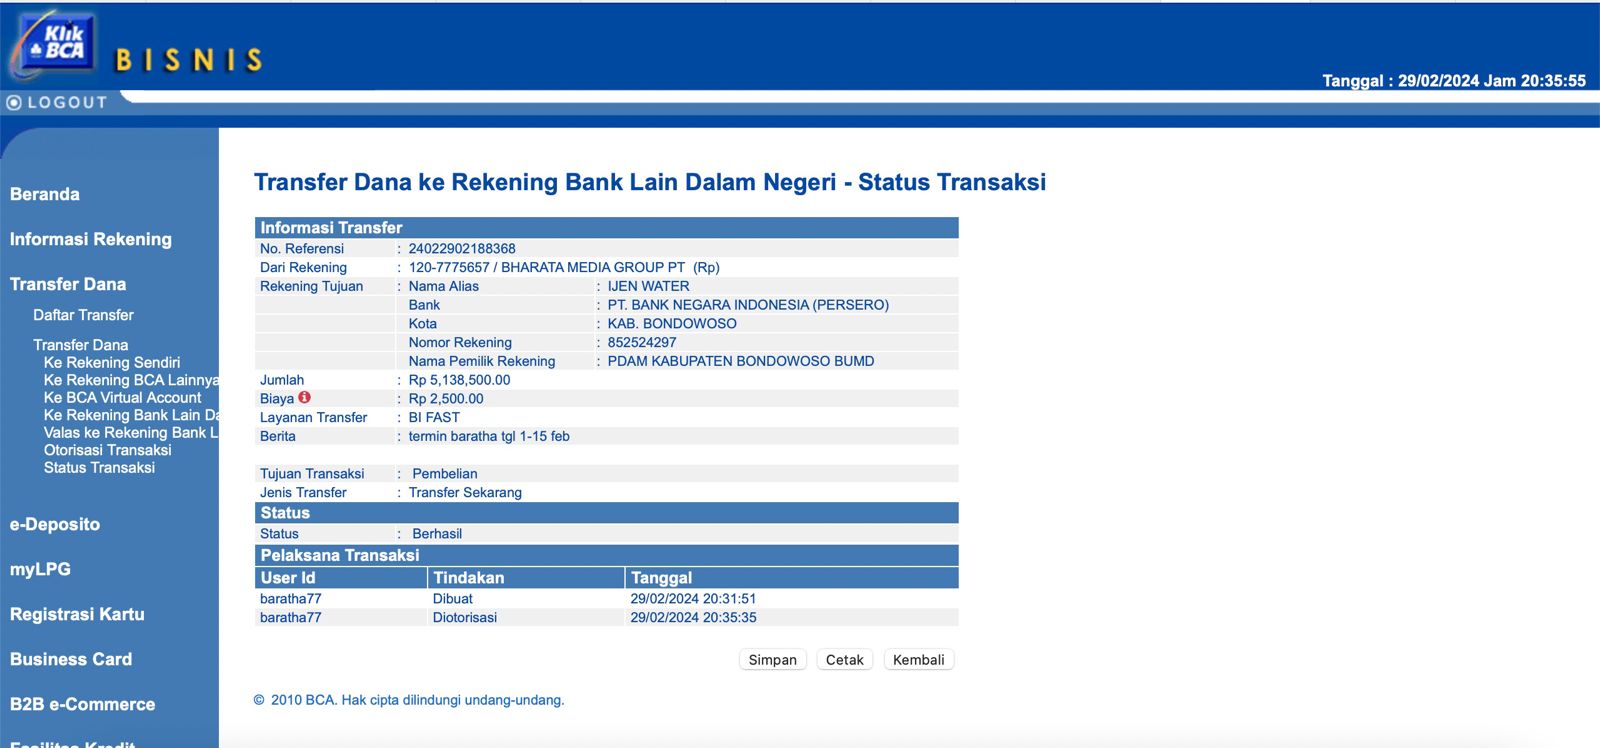 Klik
BCA
BISNIS
Tanggal : 29/02/2024 Jam 20:35:55
LOGOUT
Beranda
Informasi Rekening
Transfer Dana
Daftar Transfer
Transfer Dana
Ke Rekening Sendiri
Ke Rekening BCA Lainnya
Ke BCA Virtual Account
Ke Rekening Bank Lain Da
Valas ke Rekening Bank L
Otorisasi Transaksi
Status Transaksi
e-Deposito
myLPG
Registrasi Kartu
Business Card
B2B e-Commerce
Fasilitas Kredit
Transfer Dana ke Rekening Bank Lain Dalam Negeri - Status Transaksi
Informasi Transfer
No. Referensi : 24022902188368
Dari Rekening : 120-7775657 / BHARATA MEDIA GROUP PT (Rp)
Rekening Tujuan : Nama Alias : IJEN WATER
Bank : PT. BANK NEGARA INDONESIA (PERSERO)
Kota : KAB. BONDOWOSO
Nomor Rekening : 852524297
Nama Pemilik Rekening : PDAM KABUPATEN BONDOWOSO BUMD
Jumlah : Rp 5,138,500.00
Biaya : Rp 2,500.00
Layanan Transfer : BI FAST
Berita : termin baratha tgl 1-15 feb
Tujuan Transaksi : Pembelian
Jenis Transfer : Transfer Sekarang
Status
Status : Berhasil
Pelaksana Transaksi
User Id Tindakan Tanggal
baratha77 Dibuat 29/02/2024 20:31:51
baratha77 Diotorisasi 29/02/2024 20:35:35
Simpan Cetak Kembali
© 2010 BCA. Hak cipta dilindungi undang-undang.